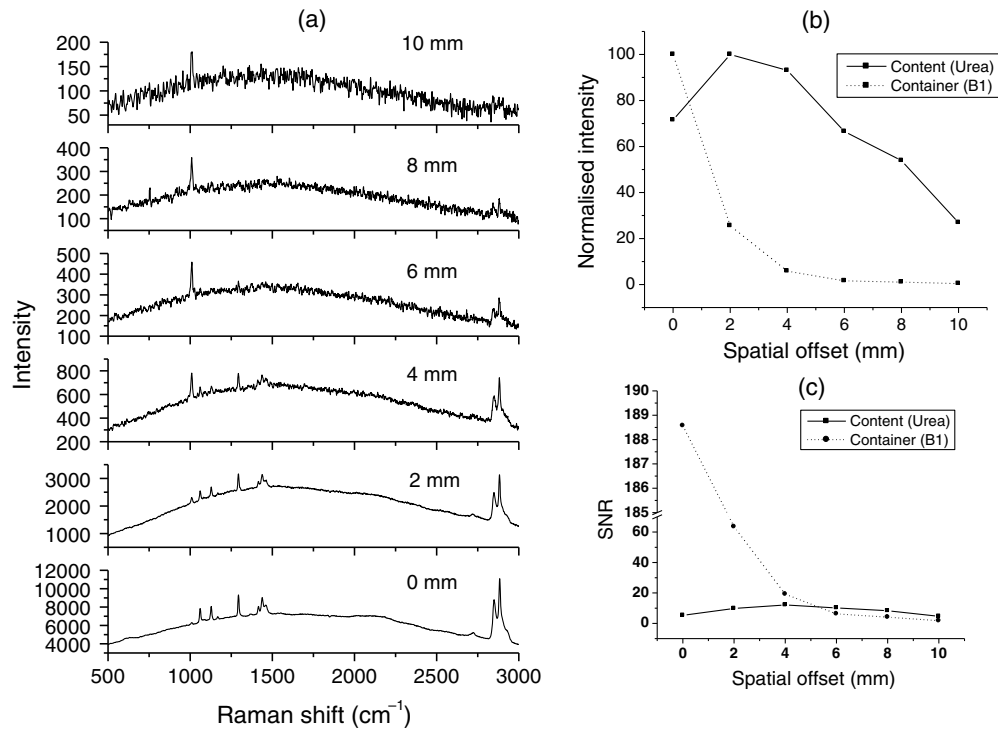 (a)
10 mm
200
150
100
50
8 mm
400
300
200
100
6 mm
500
400
300
200
100
4 mm
800
600
400
200
2 mm
3000
2000
1000
0 mm
12000
10000
8000
6000
4000
Intensity
500 1000 1500 2000 2500 3000
Raman shift (cm⁻¹)
(b)
100
80
60
40
20
0
Normalised intensity
Content (Urea)
Container (B1)
0 2 4 6 8 10
Spatial offset (mm)
(c)
190
189
188
187
186
185
60
40
20
0
SNR
Content (Urea)
Container (B1)
0 2 4 6 8 10
Spatial offset (mm)